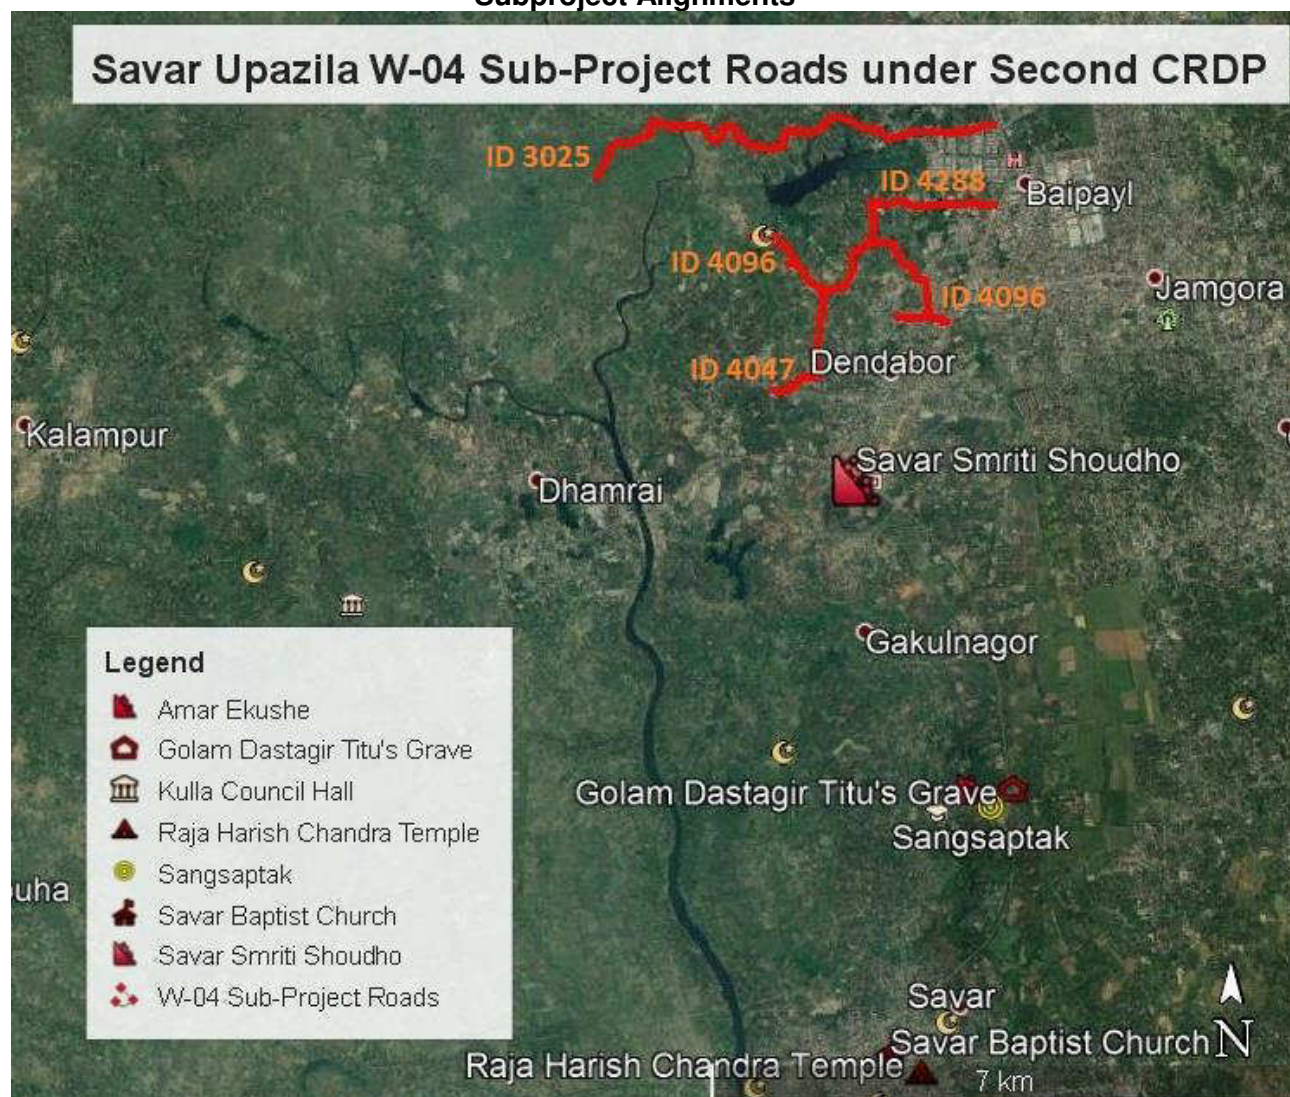 Subproject Alignments
Savar Upazila W-04 Sub-Project Roads under Second CRDP
ID 3025
H
ID 4288
Baipayl
ID 4096
ID 4096
Jamgora
ID 4047
Dendabor
Kalampur
Savar Smriti Shoudho
Dhamrai
Gakulnagor
Legend
Amar Ekushe
Golam Dastagir Titu's Grave
Kulla Council Hall
Raja Harish Chandra Temple
Sangsaptak
Savar Baptist Church
Savar Smriti Shoudho
W-04 Sub-Project Roads
Golam Dastagir Titu's Grave
Sangsaptak
uha
Savar
Savar Baptist Church
N
Raja Harish Chandra Temple
7 km